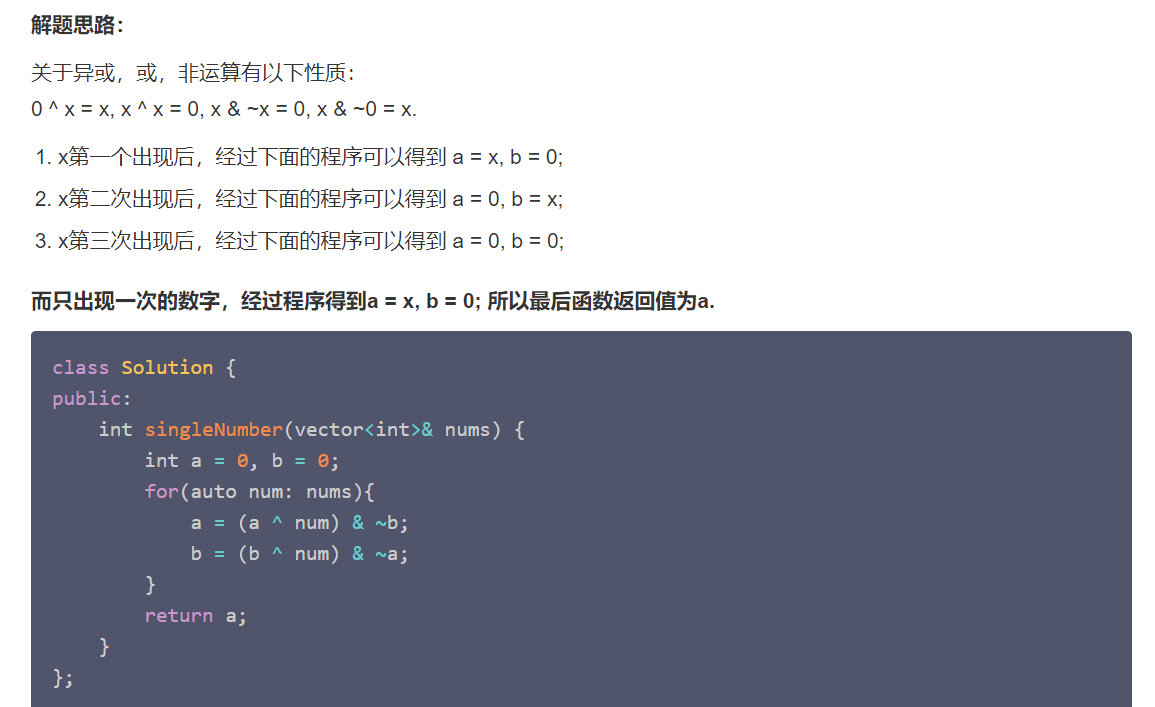 解题思路：
关于异或，或，非运算有以下性质：
0 ^ x = x, x ^ x = 0, x & ~x = 0, x & ~0 = x.
1. x第一个出现后，经过下面的程序可以得到 a = x, b = 0;
2. x第二次出现后，经过下面的程序可以得到 a = 0, b = x;
3. x第三次出现后，经过下面的程序可以得到 a = 0, b = 0;
而只出现一次的数字，经过程序得到a = x, b = 0; 所以最后函数返回值为a.
class Solution {
public:
    int singleNumber(vector<int>& nums) {
        int a = 0, b = 0;
        for(auto num: nums){
            a = (a ^ num) & ~b;
            b = (b ^ num) & ~a;
        }
        return a;
    }
};